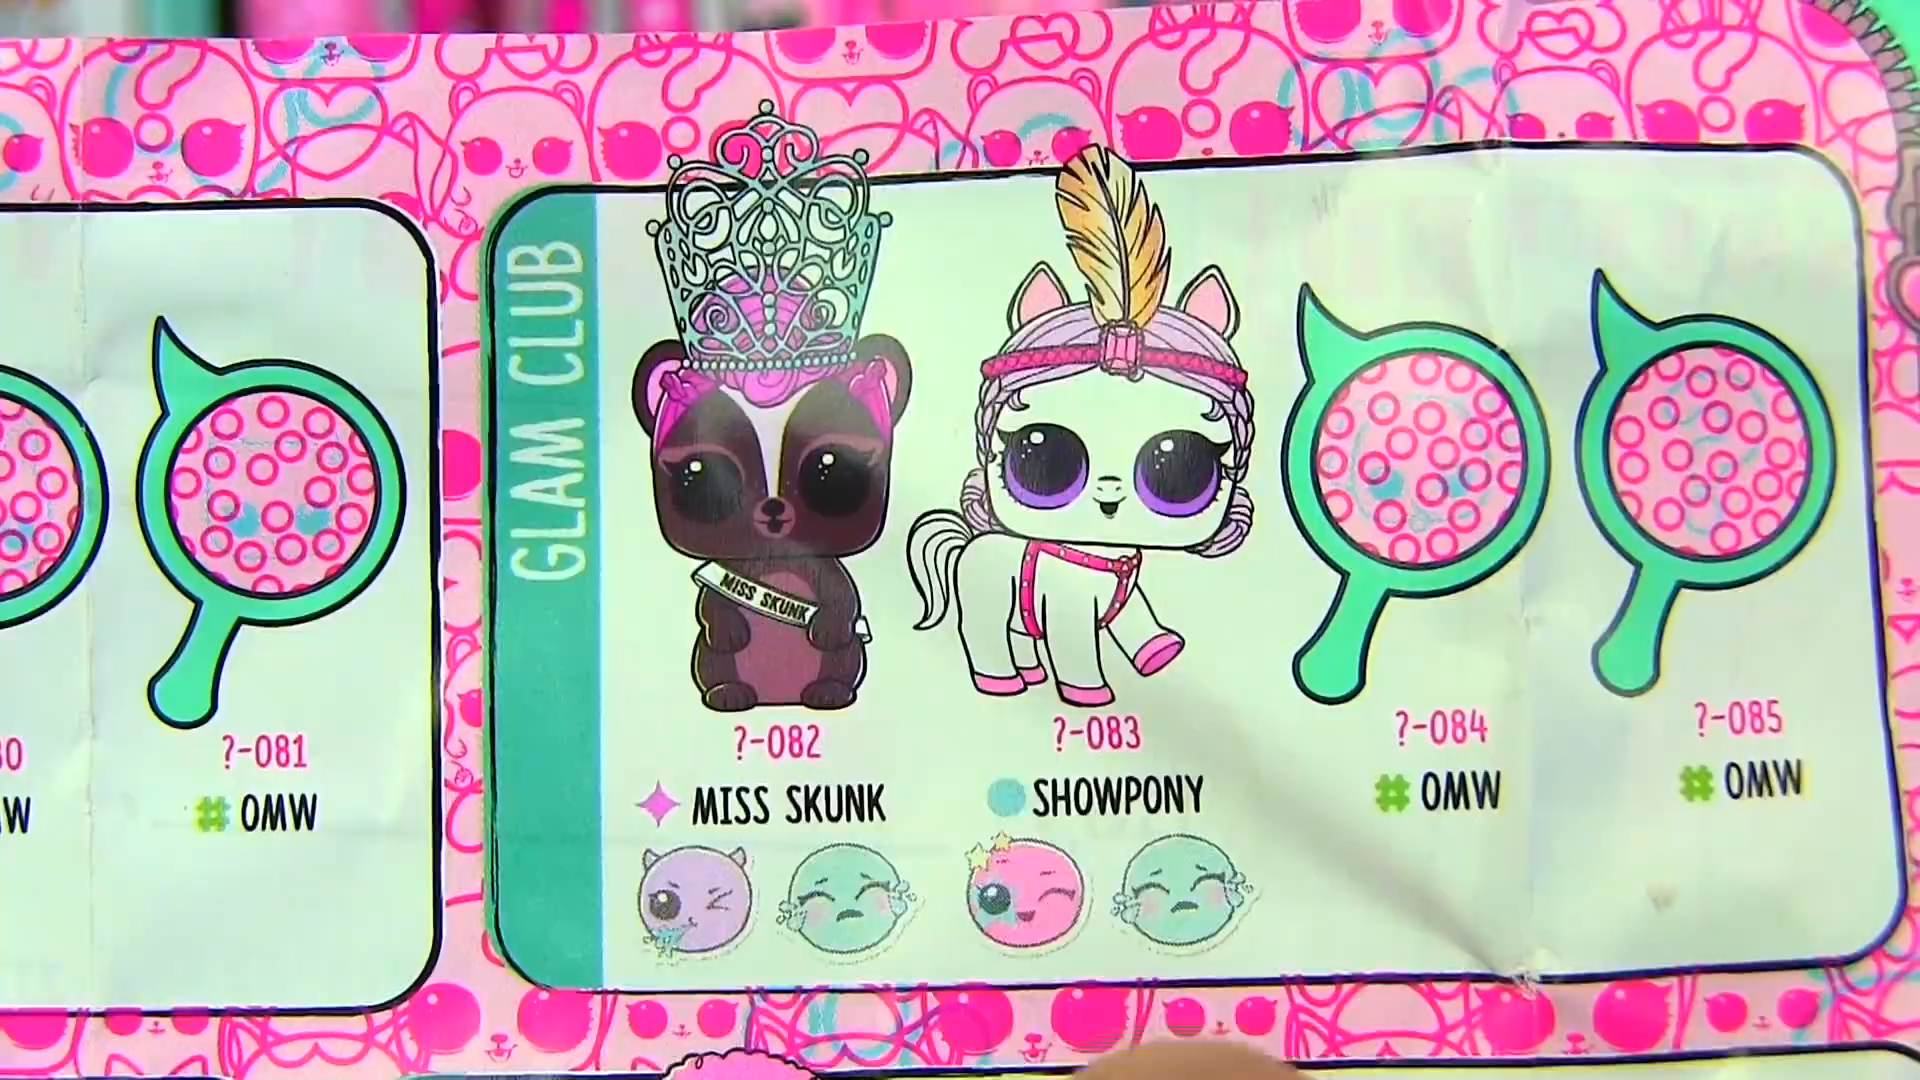 GLAM CLUB
MISS SKUNK
?-081
# OMW
?-082
MISS SKUNK
?-083
SHOWPONY
?-084
# OMW
?-085
# OMW